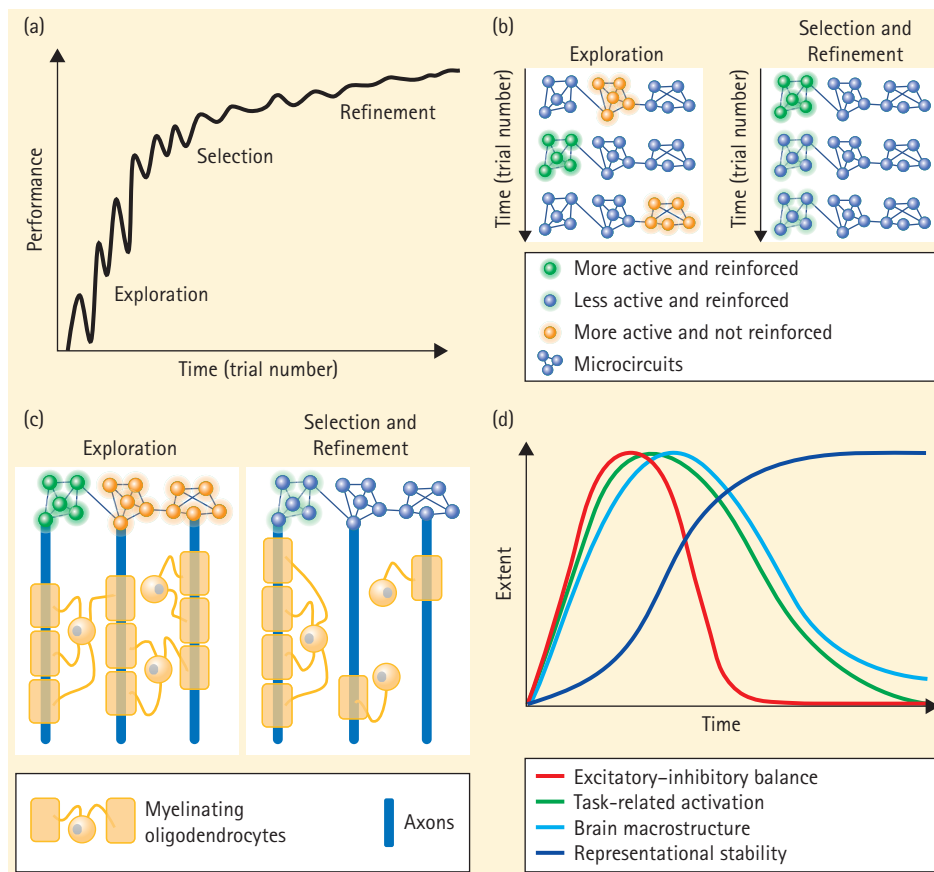 (a)
Performance
Exploration
Selection
Refinement
Time (trial number)
(b)
Exploration
Selection and
Refinement
Time (trial number)
Time (trial number)
More active and reinforced
Less active and reinforced
More active and not reinforced
Microcircuits
(c)
Exploration
Selection and
Refinement
Myelinating
oligodendrocytes
Axons
(d)
Extent
Time
Excitatory–inhibitory balance
Task-related activation
Brain macrostructure
Representational stability